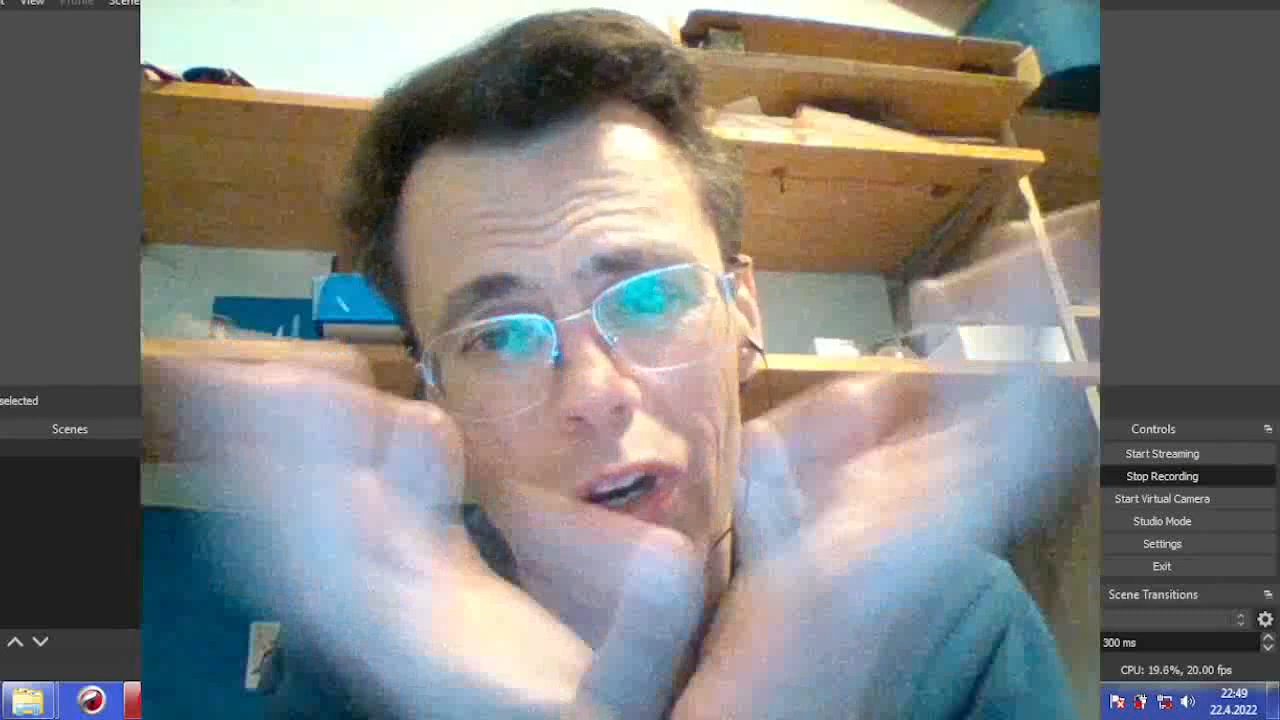 View Profile Scene
selected
Scenes
Controls
Start Streaming
Stop Recording
Start Virtual Camera
Studio Mode
Settings
Exit
Scene Transitions
300 ms
CPU: 19.6%, 20.00 fps
22:49
22.4.2022